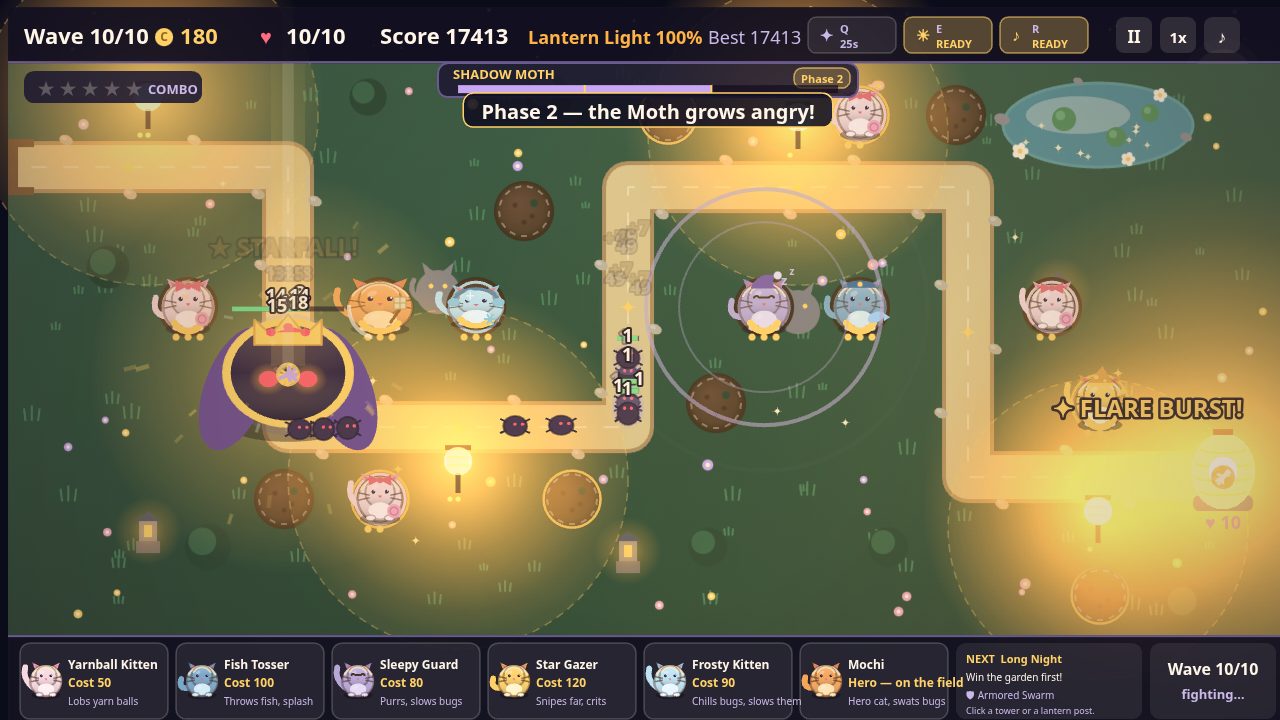 Wave 10/10 C 180 ♥ 10/10 Score 17413 Lantern Light 100% Best 17413
Q
25s
E
READY
R
READY
II
1x
♪
COMBO
SHADOW MOTH
Phase 2
Phase 2 — the Moth grows angry!
★ STARFALL!
1518
z
z
1
1
11
1
✦ FLARE BURST!
♥ 10
Yarnball Kitten
Cost 50
Lobs yarn balls
Fish Tosser
Cost 100
Throws fish, splash
Sleepy Guard
Cost 80
Purrs, slows bugs
Star Gazer
Cost 120
Snipes far, crits
Frosty Kitten
Cost 90
Chills bugs, slows them
Mochi
Hero — on the field
Hero cat, swats bugs
NEXT Long Night
Win the garden first!
Armored Swarm
Click a tower or a lantern post.
Wave 10/10
fighting...